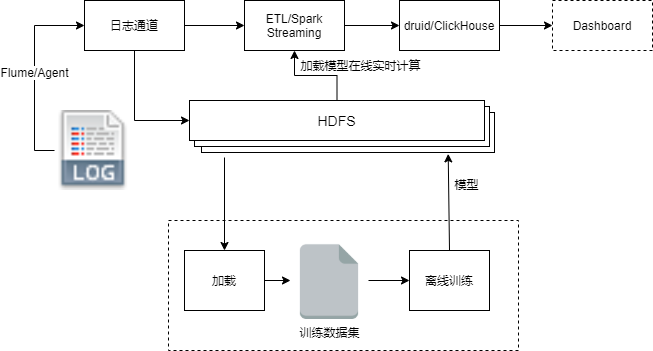 日志通道
ETL/Spark
Streaming
druid/ClickHouse
Dashboard
Flume/Agent
加载模型在线实时计算
HDFS
LOG
模型
加载
离线训练
训练数据集